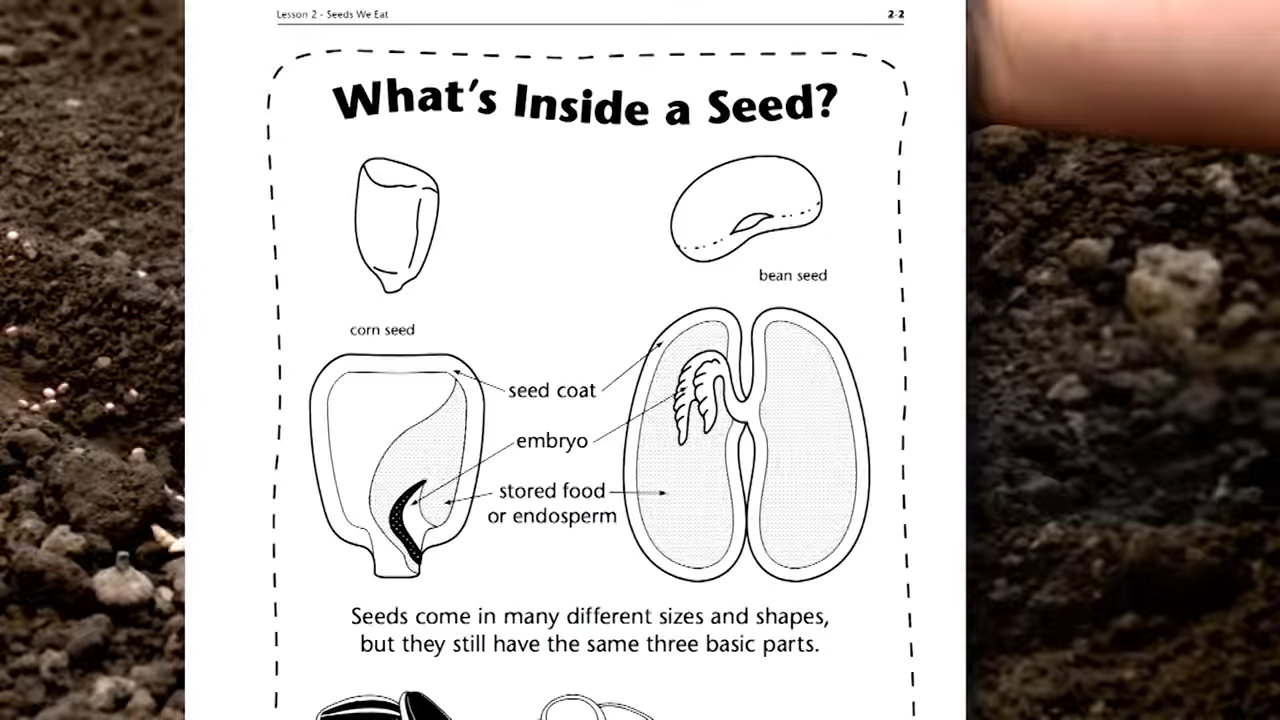 Lesson 2 - Seeds We Eat
2-2
What's Inside a Seed?
bean seed
corn seed
seed coat
embryo
stored food
or endosperm
Seeds come in many different sizes and shapes,
but they still have the same three basic parts.